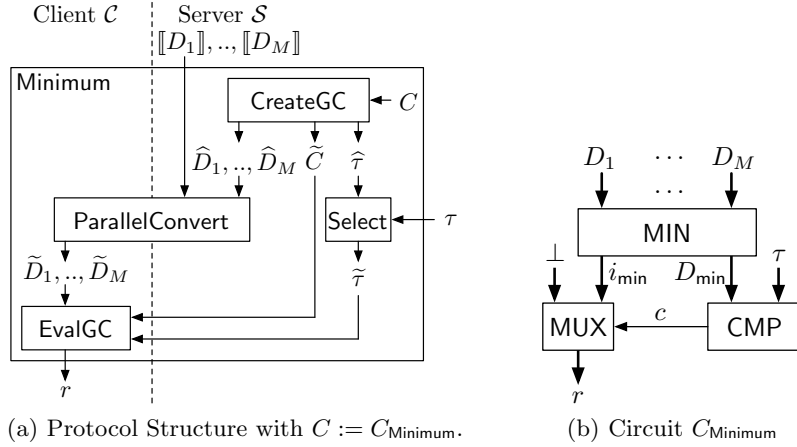 Client 𝒞 Server 𝒮
⟦D₁⟧,..,⟦D_M⟧
Minimum
CreateGC
C
D̂₁,..,D̂_M C̃ τ̂
ParallelConvert
Select
τ
D̃₁,..,D̃_M
τ̃
EvalGC
r
(a) Protocol Structure with C := C_Minimum.
D₁ ··· D_M
···
MIN
⊥ i_min D_min τ
MUX
c
CMP
r
(b) Circuit C_Minimum